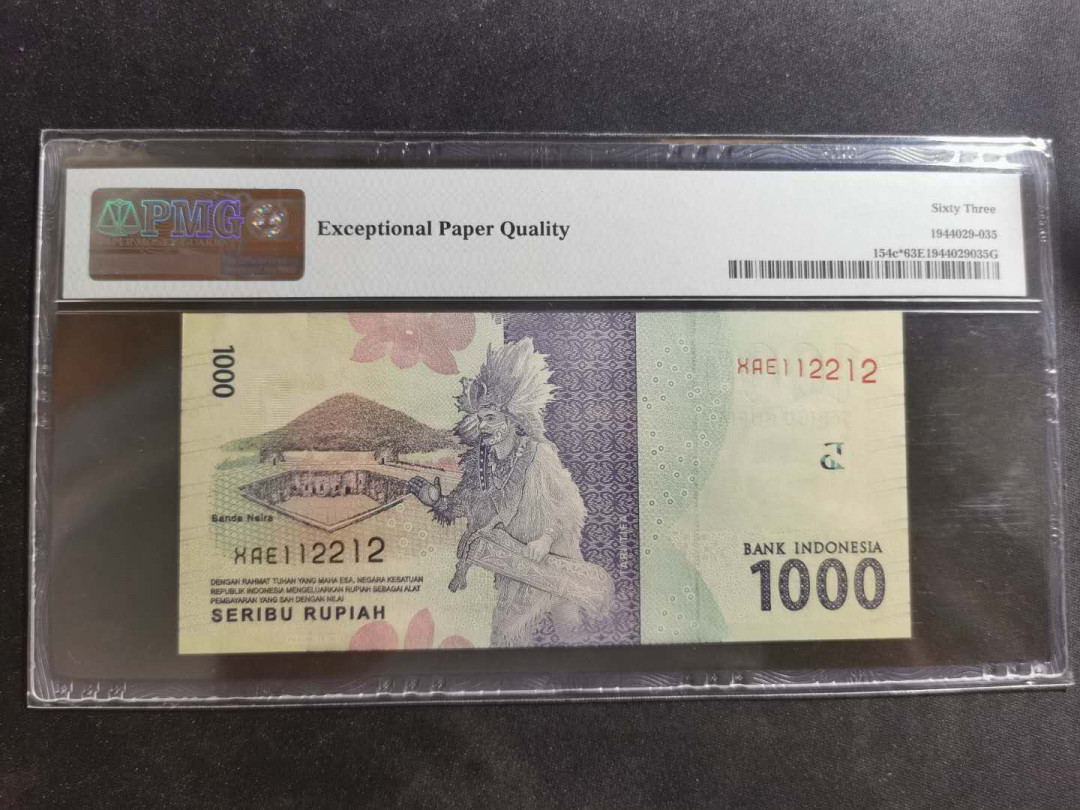 PMG
Exceptional Paper Quality
Sixty Three
1944029-035
154c*63E1944029035G
1000
XAE112212
Banda Neira
XAE112212
DENGAN RAHMAT TUHAN YANG MAHA ESA, NEGARA KESATUAN
REPUBLIK INDONESIA MENGELUARKAN RUPIAH SEBAGAI ALAT
PEMBAYARAN YANG SAH DENGAN NILAI
SERIBU RUPIAH
TARI TIFA
BANK INDONESIA
1000